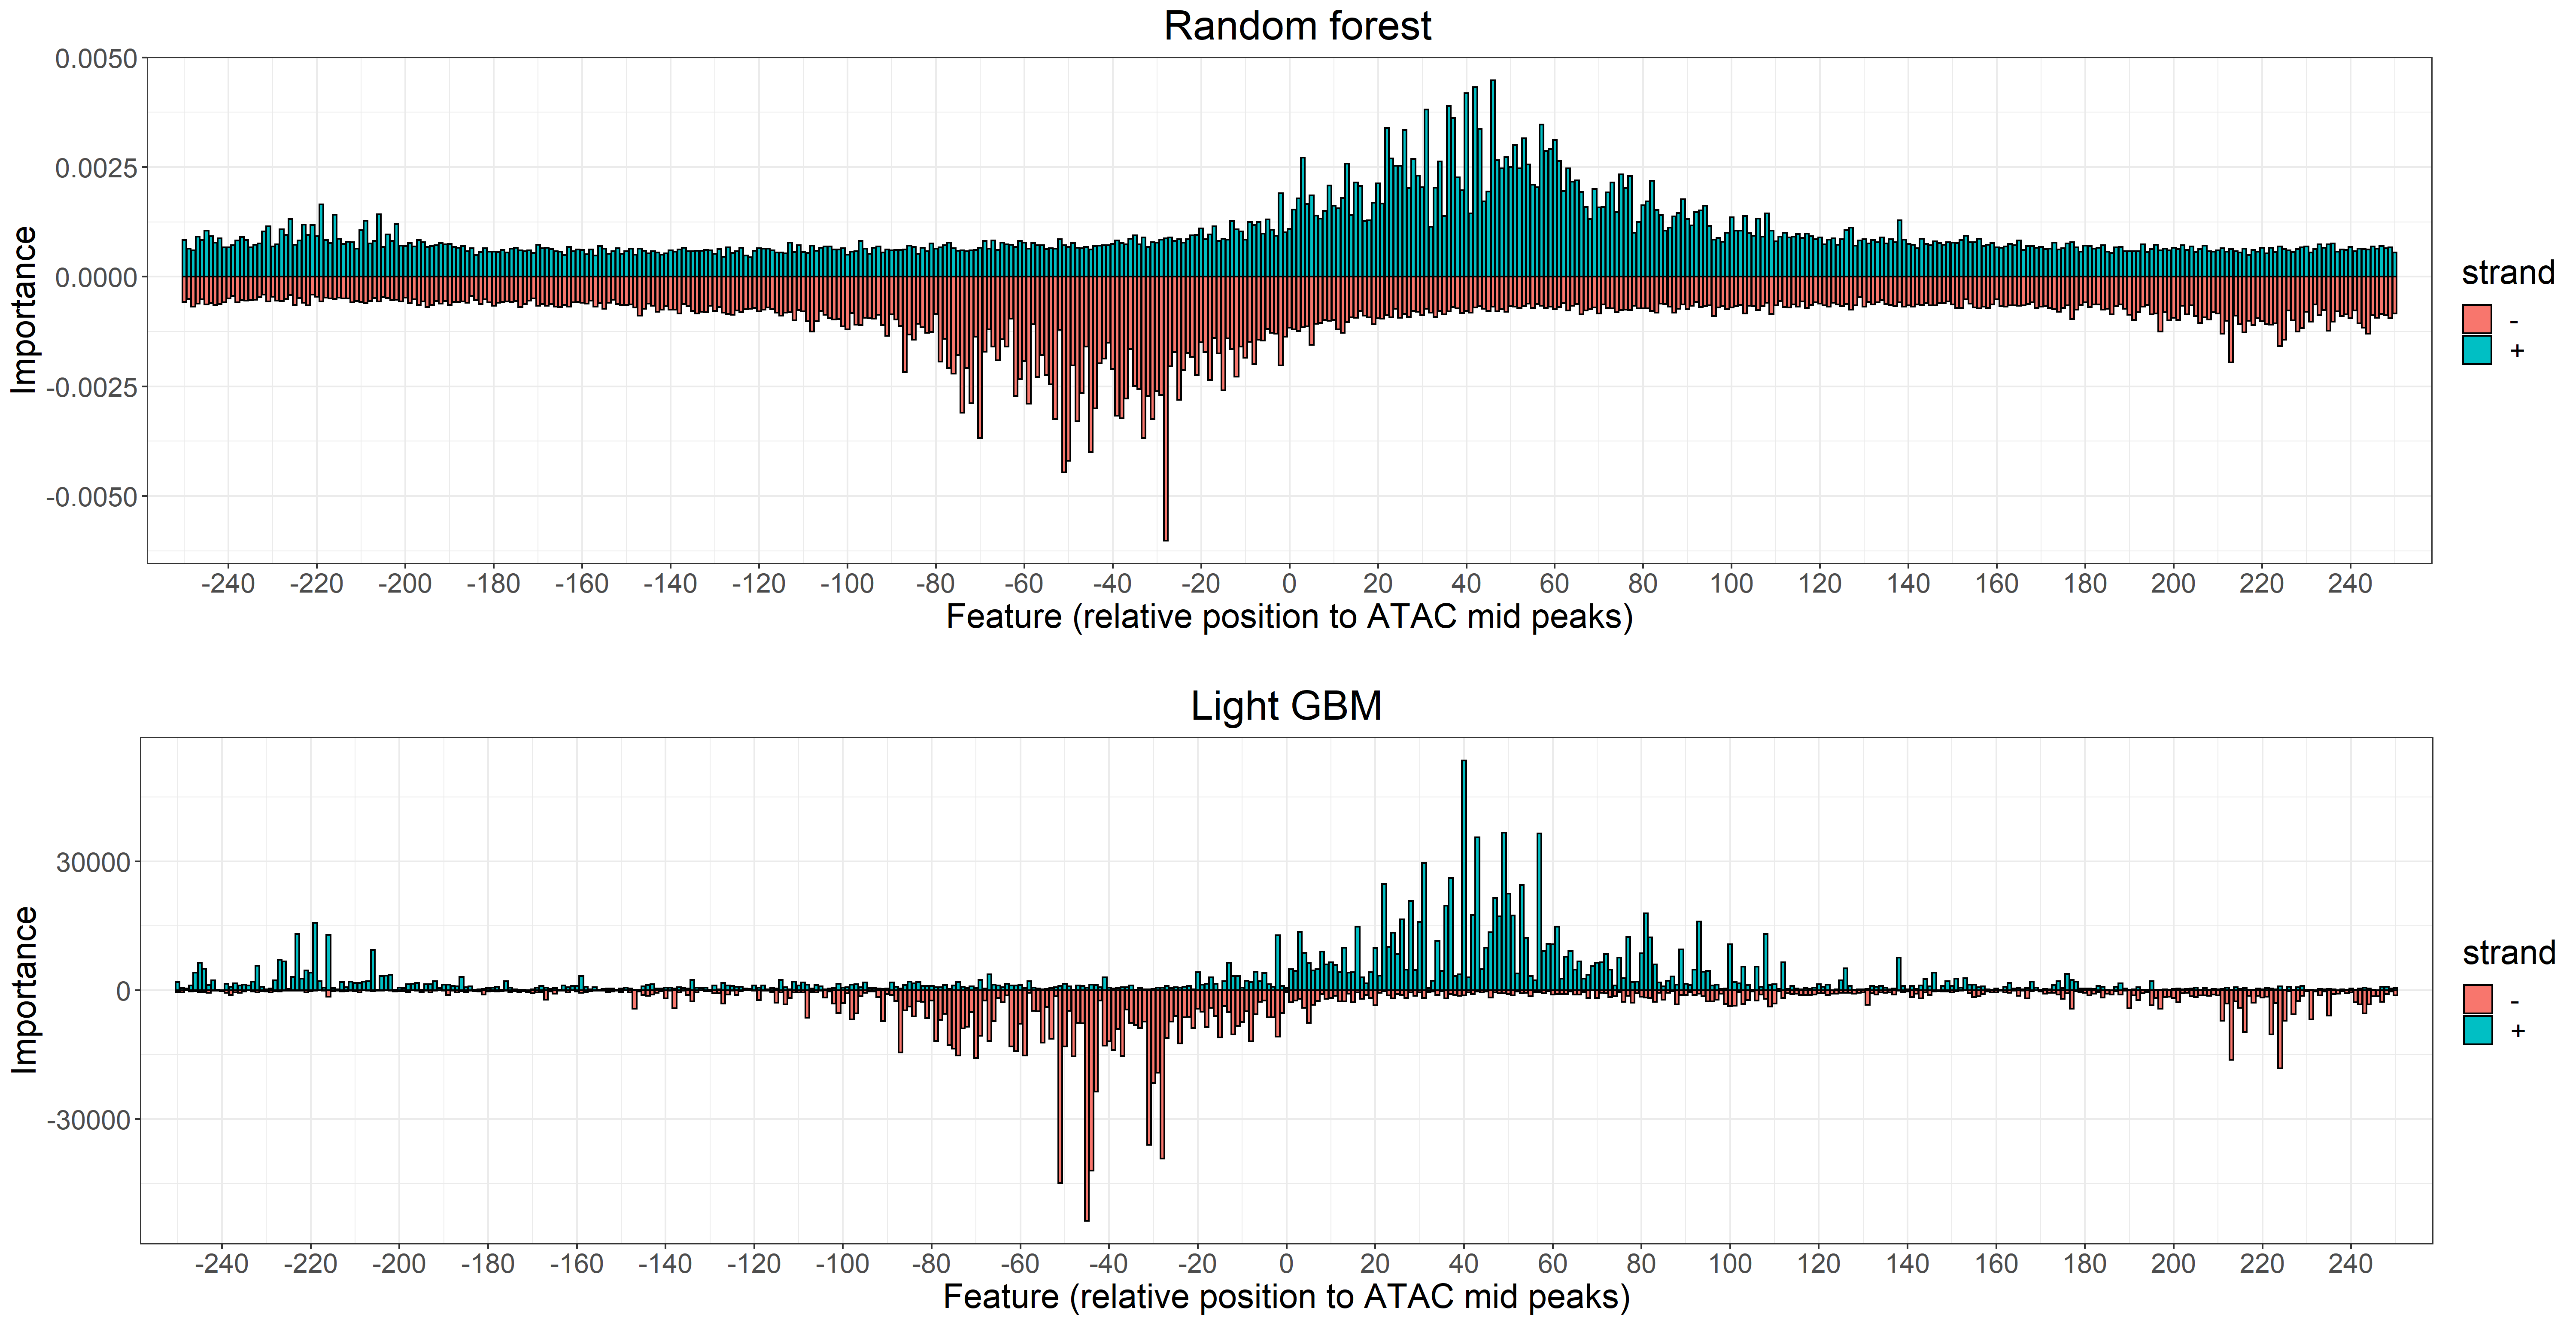 Random forest
0.0050
0.0025
0.0000
-0.0025
-0.0050
Importance
-240 -220 -200 -180 -160 -140 -120 -100 -80 -60 -40 -20 0 20 40 60 80 100 120 140 160 180 200 220 240
Feature (relative position to ATAC mid peaks)
strand
-
+
Light GBM
30000
0
-30000
Importance
-240 -220 -200 -180 -160 -140 -120 -100 -80 -60 -40 -20 0 20 40 60 80 100 120 140 160 180 200 220 240
Feature (relative position to ATAC mid peaks)
strand
-
+